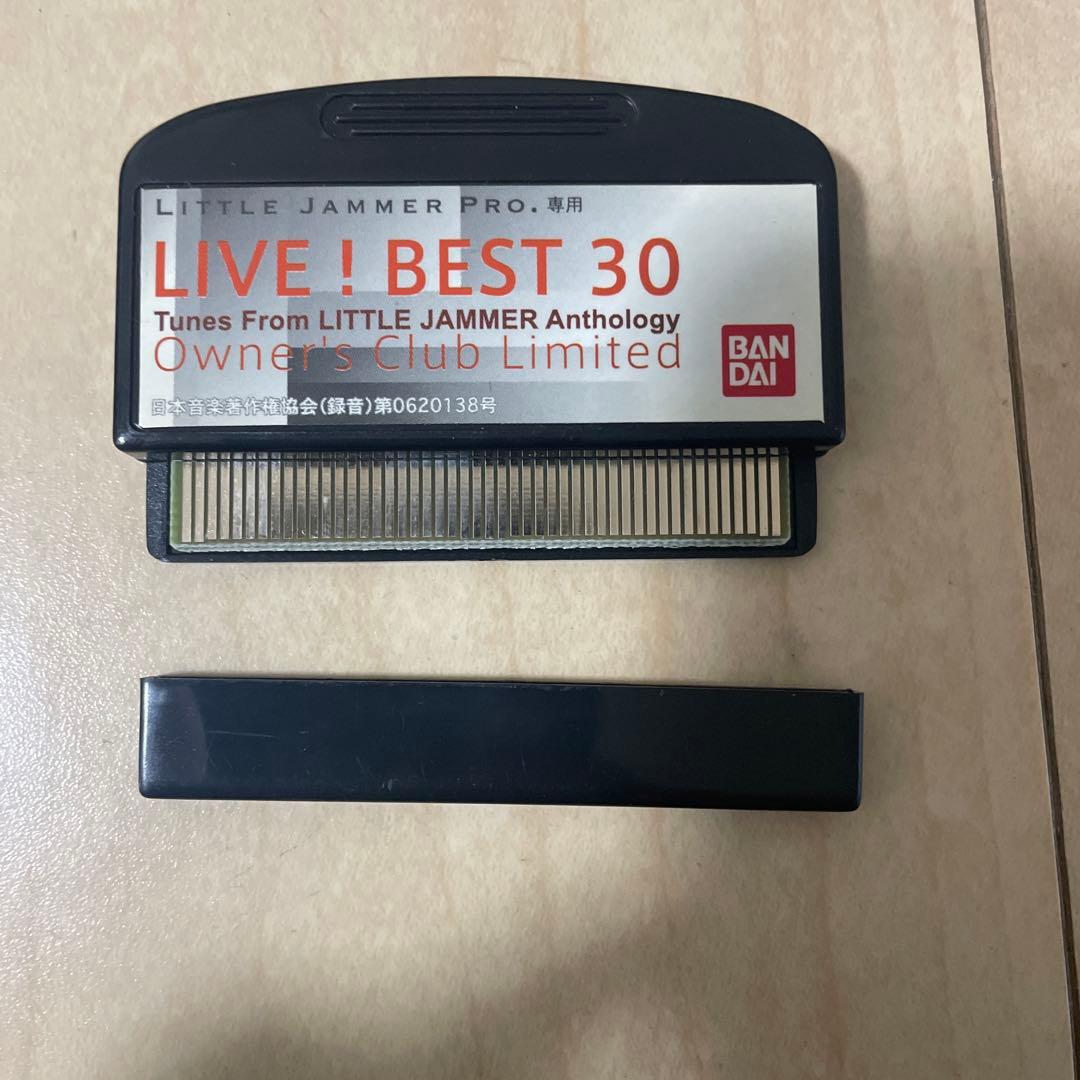 LITTLE JAMMER PRO. 専用
LIVE ! BEST 30
Tunes From LITTLE JAMMER Anthology
Owner's Club Limited
BAN
DAI
日本音楽著作権協会(録音)第0620138号